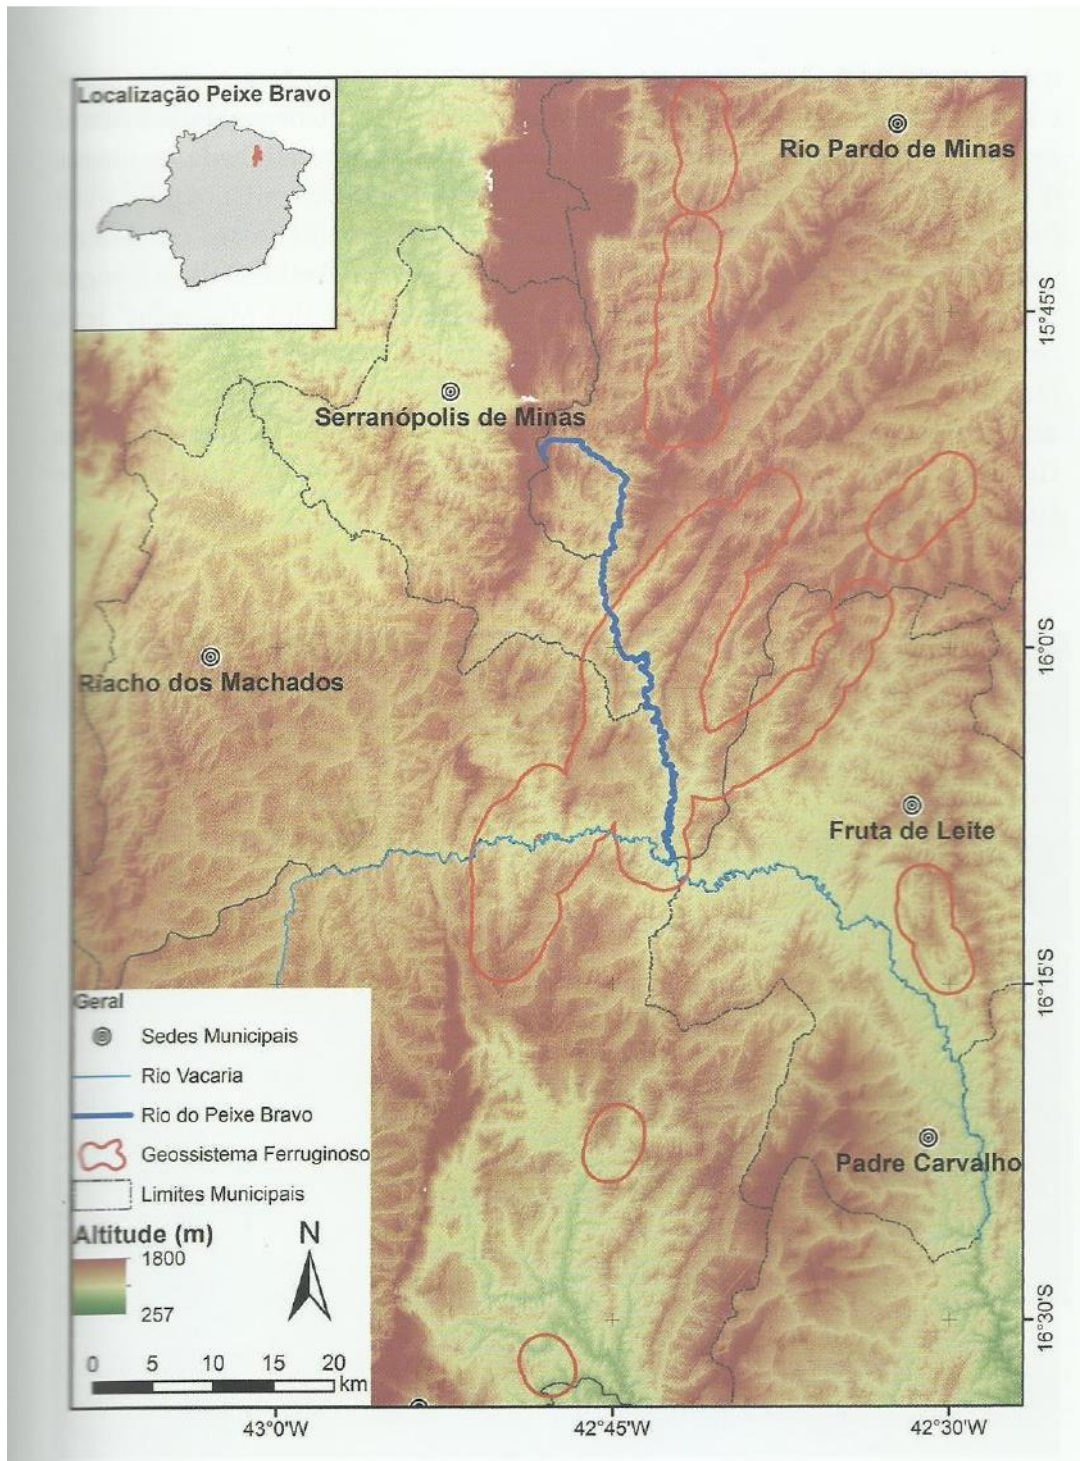 Localização Peixe Bravo
Rio Pardo de Minas
15°45'S
Serranópolis de Minas
16°0'S
Riacho dos Machados
Fruta de Leite
16°15'S
Geral
Sedes Municipais
Rio Vacaria
Rio do Peixe Bravo
Geossistema Ferruginoso
Limites Municipais
Padre Carvalho
Altitude (m)
1800
257
N
16°30'S
0 5 10 15 20
km
43°0'W 42°45'W 42°30'W